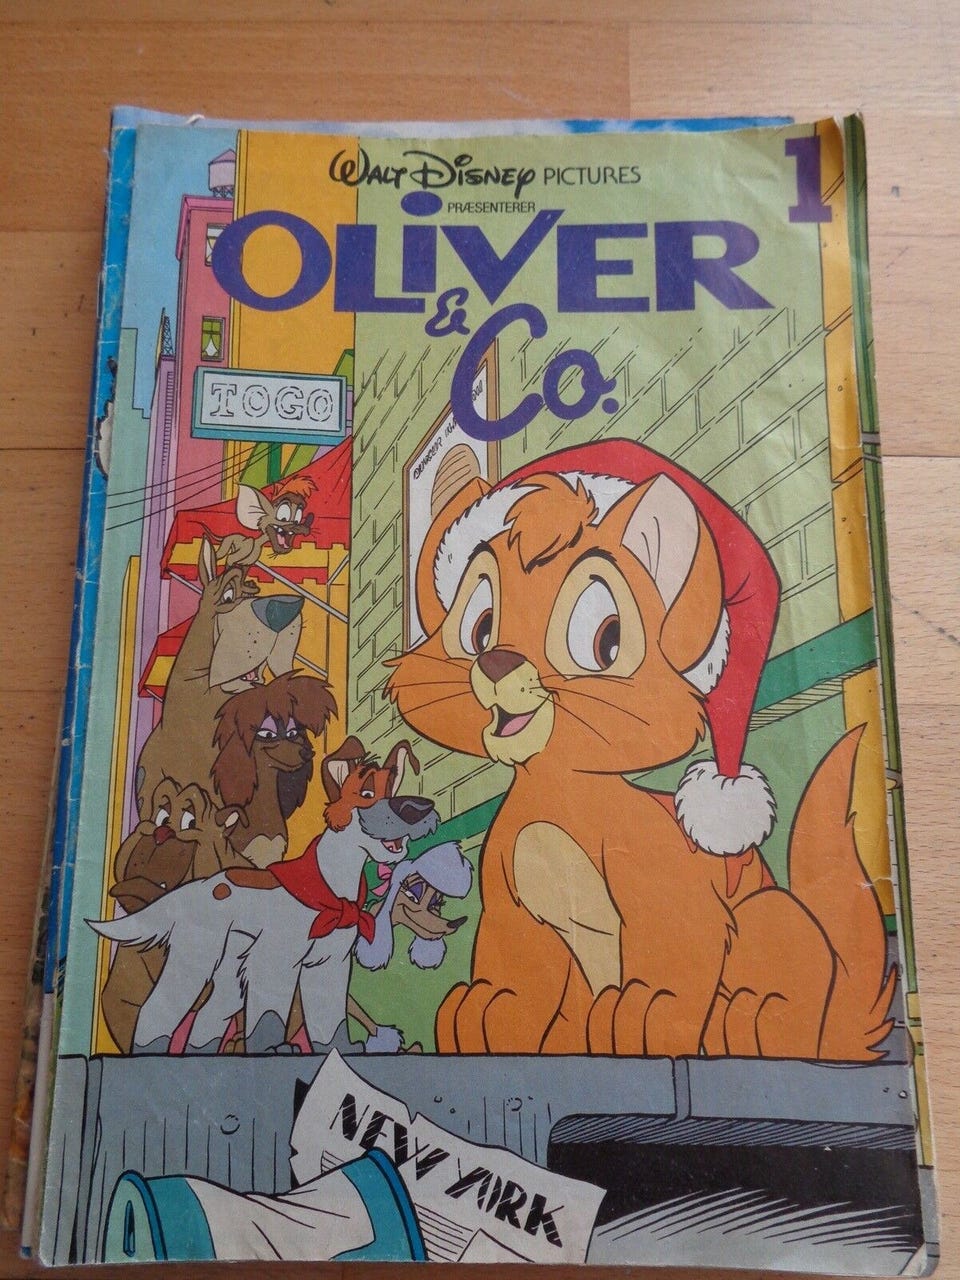 WALT DISNEY PICTURES
PRÆSENTERER
1
OLIVER
& Co.
TOGO
NEW YORK